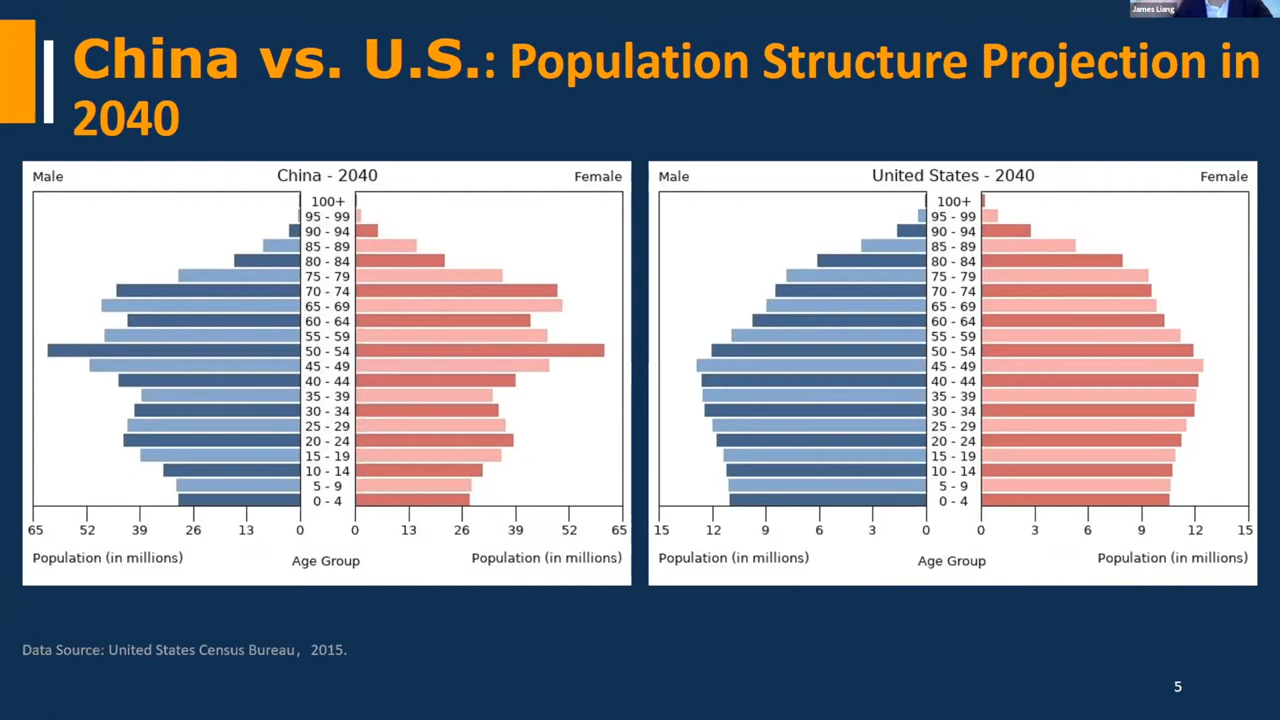 James Liang
China vs. U.S.: Population Structure Projection in
2040
Male
China - 2040
Female
100+
95 - 99
90 - 94
85 - 89
80 - 84
75 - 79
70 - 74
65 - 69
60 - 64
55 - 59
50 - 54
45 - 49
40 - 44
35 - 39
30 - 34
25 - 29
20 - 24
15 - 19
10 - 14
5 - 9
0 - 4
65 52 39 26 13 0 0 13 26 39 52 65
Population (in millions)
Age Group
Population (in millions)
Male
United States - 2040
Female
100+
95 - 99
90 - 94
85 - 89
80 - 84
75 - 79
70 - 74
65 - 69
60 - 64
55 - 59
50 - 54
45 - 49
40 - 44
35 - 39
30 - 34
25 - 29
20 - 24
15 - 19
10 - 14
5 - 9
0 - 4
15 12 9 6 3 0 0 3 6 9 12 15
Population (in millions)
Age Group
Population (in millions)
Data Source: United States Census Bureau，2015.
5